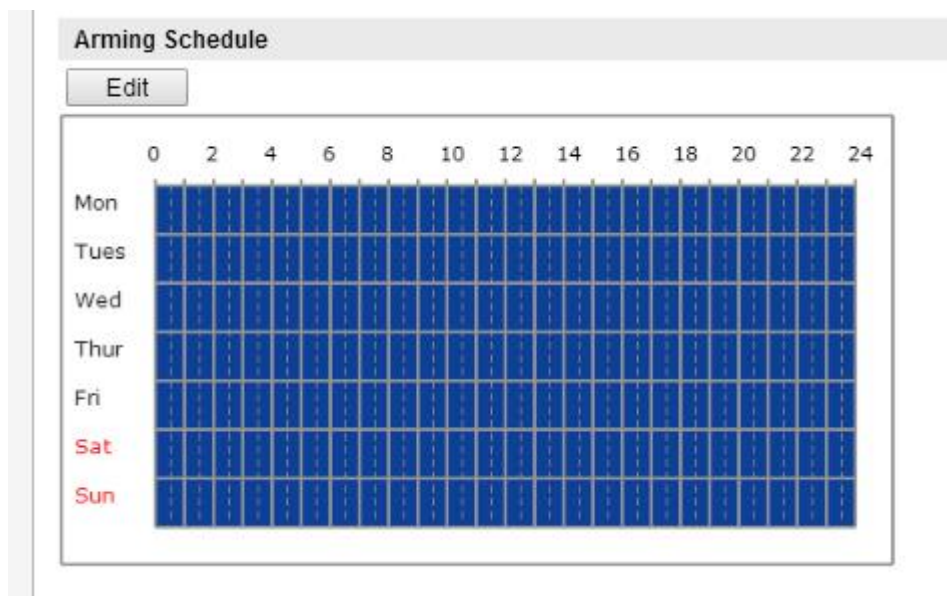 Arming Schedule
Edit
0 2 4 6 8 10 12 14 16 18 20 22 24
Mon
Tues
Wed
Thur
Fri
Sat
Sun